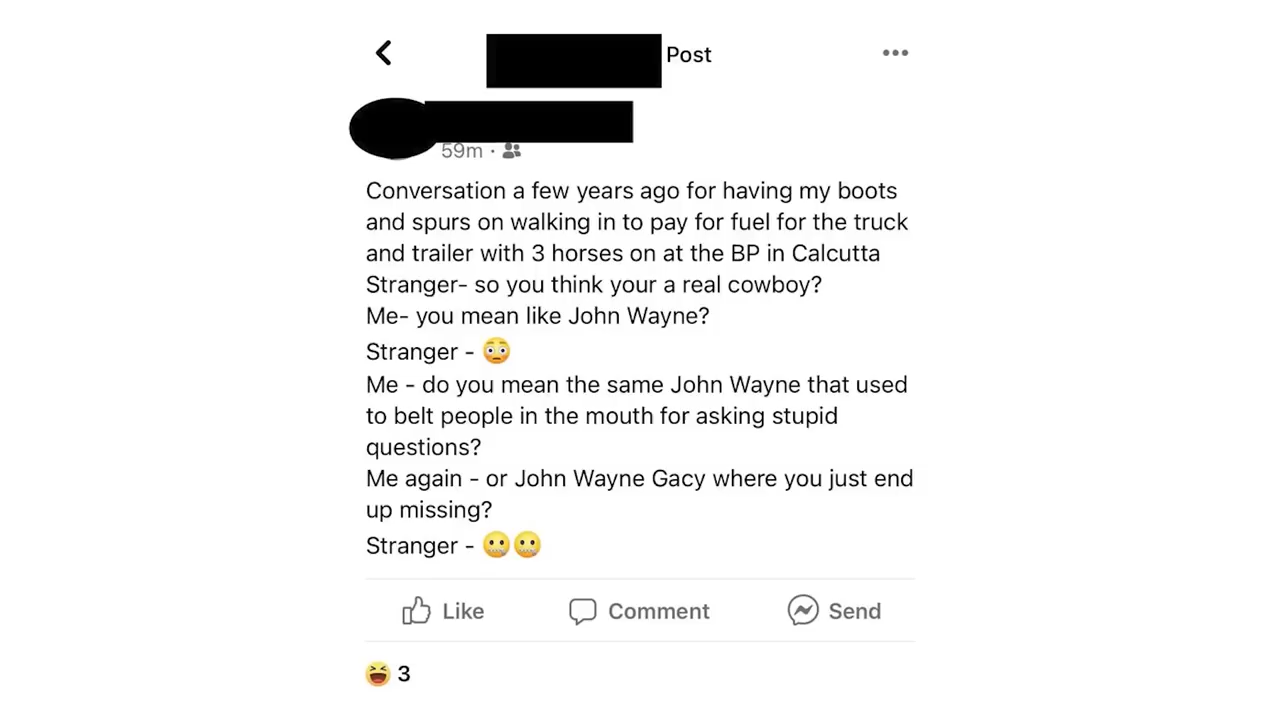 Post
59m ·
Conversation a few years ago for having my boots
and spurs on walking in to pay for fuel for the truck
and trailer with 3 horses on at the BP in Calcutta
Stranger- so you think your a real cowboy?
Me- you mean like John Wayne?
Stranger - 😳
Me - do you mean the same John Wayne that used
to belt people in the mouth for asking stupid
questions?
Me again - or John Wayne Gacy where you just end
up missing?
Stranger - 🤐🤐
Like Comment Send
3